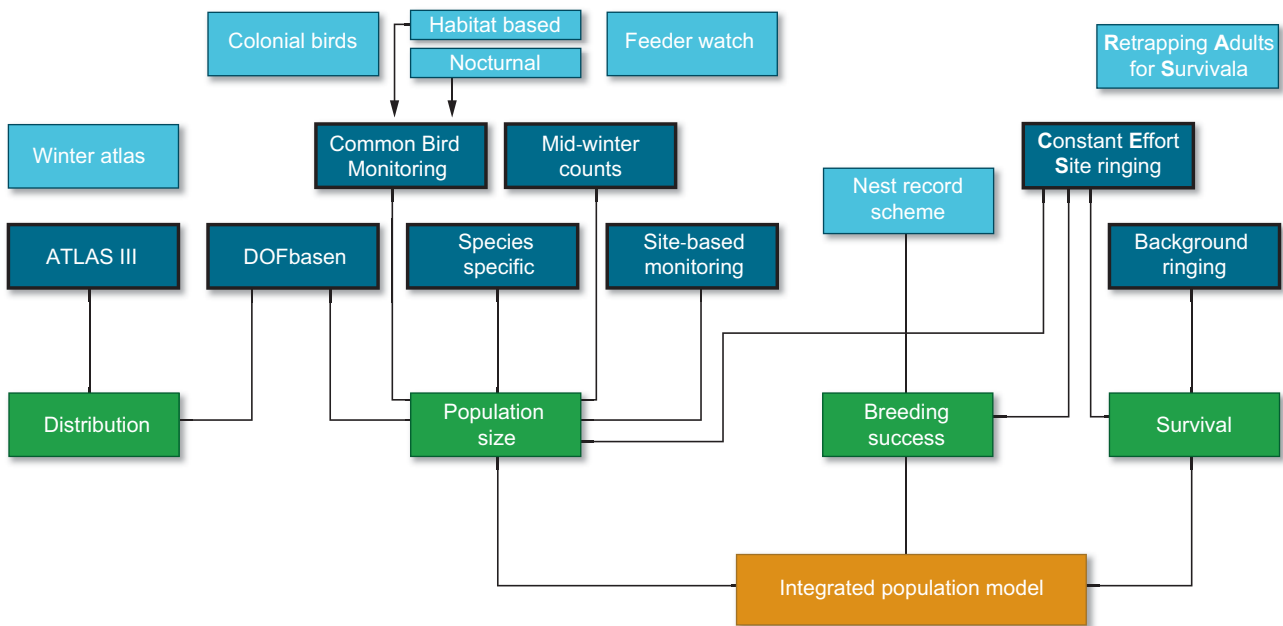 Colonial birds
Habitat based
Nocturnal
Feeder watch
Retrapping Adults
for Survivala
Winter atlas
Common Bird
Monitoring
Mid-winter
counts
Constant Effort
Site ringing
Nest record
scheme
ATLAS III
DOFbasen
Species
specific
Site-based
monitoring
Background
ringing
Distribution
Population
size
Breeding
success
Survival
Integrated population model